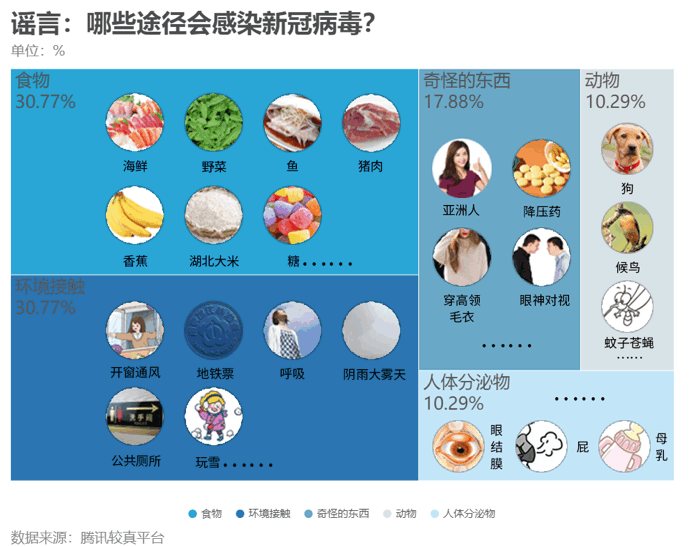 谣言：哪些途径会感染新冠病毒？
单位：%
食物
30.77%
海鲜
野菜
鱼
猪肉
香蕉
湖北大米
糖……
环境接触
30.77%
开窗通风
地铁票
呼吸
阴雨大雾天
公共厕所
玩雪……
奇怪的东西
17.88%
亚洲人
降压药
穿高领
毛衣
眼神对视
……
动物
10.29%
狗
候鸟
蚊子苍蝇
……
人体分泌物
10.29%
……
眼
结
膜
屁
母
乳
食物 环境接触 奇怪的东西 动物 人体分泌物
数据来源：腾讯较真平台